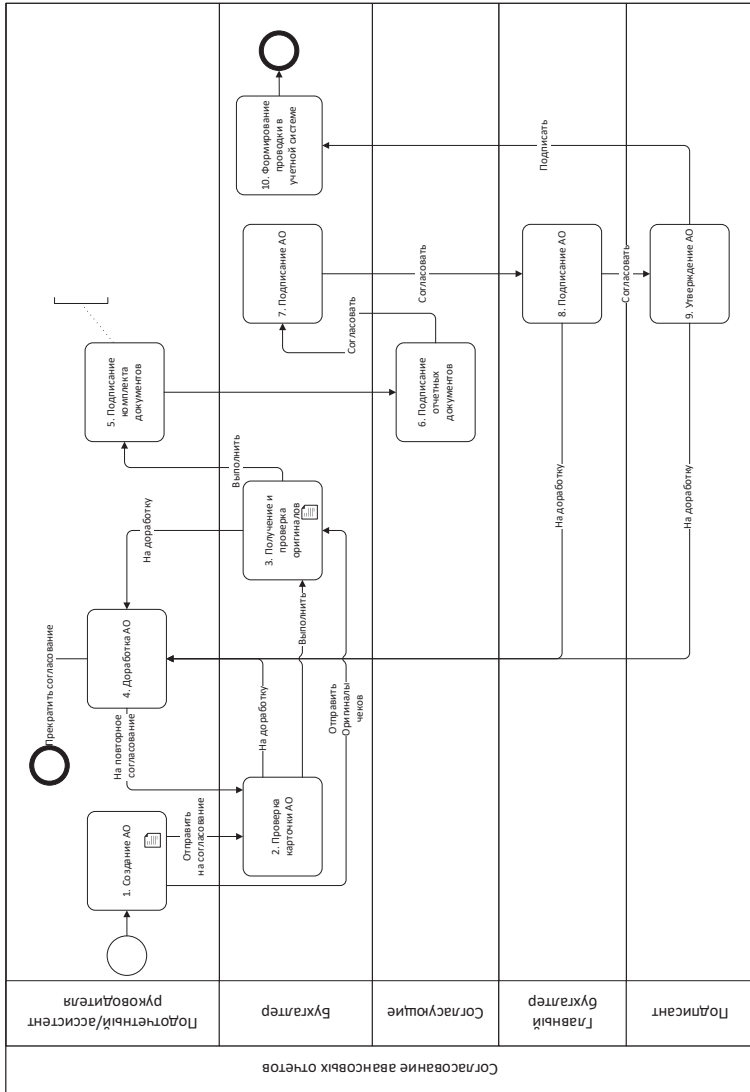 Согласование авансовых отчетов
Подотчетный/ассистент
руководителя
Бухгалтер
Согласующие
Главный
бухгалтер
Подписант
1. Создание АО
Отправить
на согласование
2. Проверка
карточки АО
На повторное
согласование
Прекратить согласование
4. Доработка АО
На доработку
Выполнить
Отправить
Оригиналы
чеков
На доработку
3. Получение и
проверка
оригиналов
Выполнить
5. Подписание
комплекта
документов
6. Подписание
отчетных
документов
Согласовать
7. Подписание АО
Согласовать
8. Подписание АО
На доработку
Согласовать
9. Утверждение АО
На доработку
Подписать
10. Формирование
проводки в
учетной системе